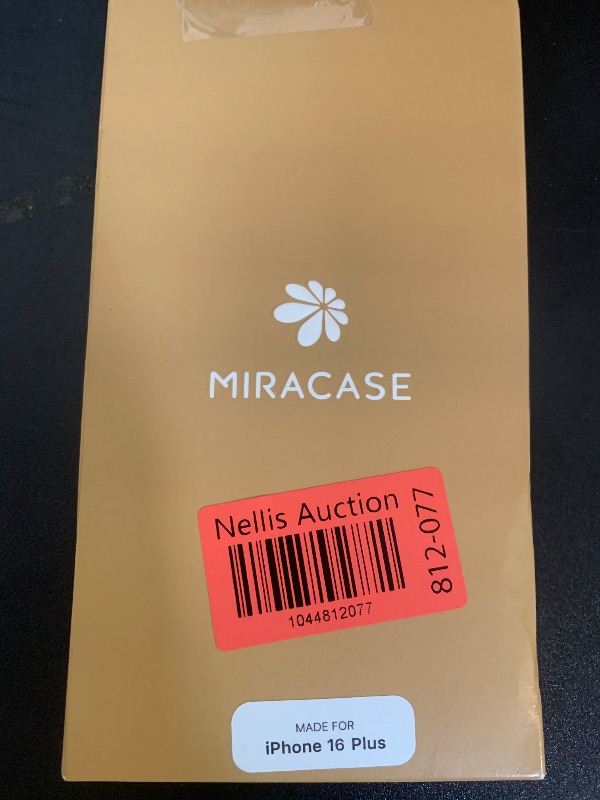 MIRACASE
Nellis Auction
1044812077
812-077
MADE FOR
iPhone 16 Plus